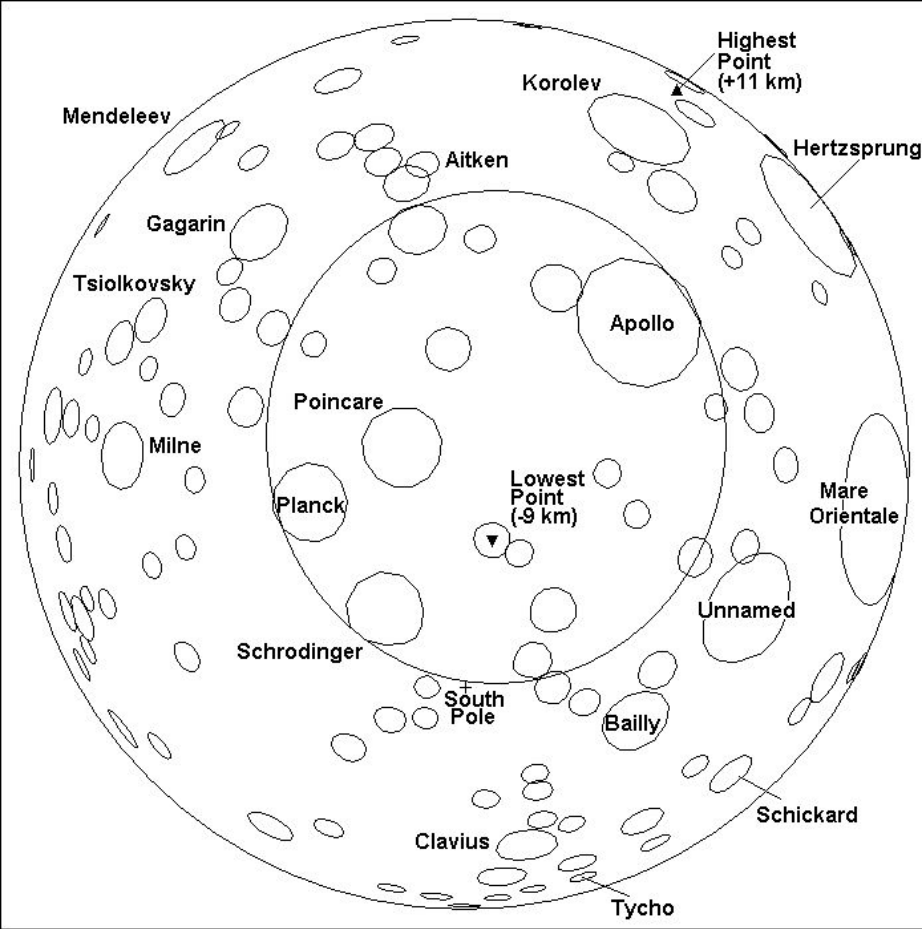 Highest
Point
(+11 km)
Korolev
Mendeleev
Hertzsprung
Aitken
Gagarin
Tsiolkovsky
Apollo
Poincare
Milne
Lowest
Point
(-9 km)
Planck
Mare
Orientale
Unnamed
Schrodinger
South
Pole
Bailly
Schickard
Clavius
Tycho